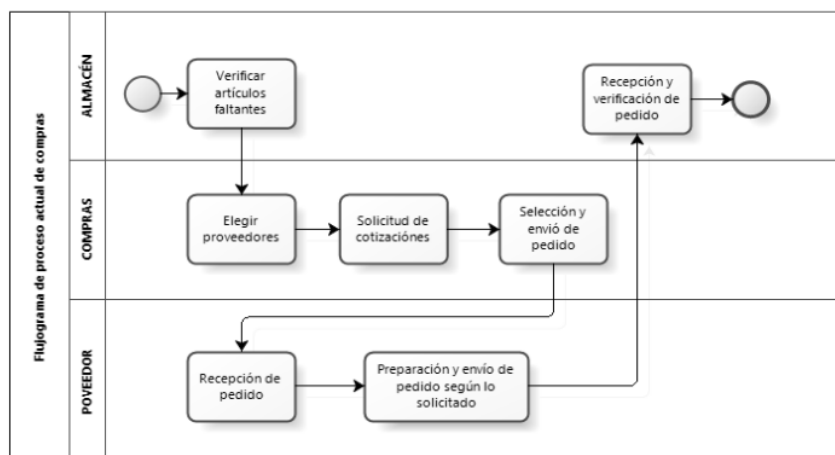 Flujograma de proceso actual de compras
ALMACÉN
Verificar
artículos
faltantes
Recepción y
verificación de
pedido
COMPRAS
Elegir
proveedores
Solicitud de
cotizaciónes
Selección y
envió de
pedido
POVEEDOR
Recepción de
pedido
Preparación y envío de
pedido según lo
solicitado